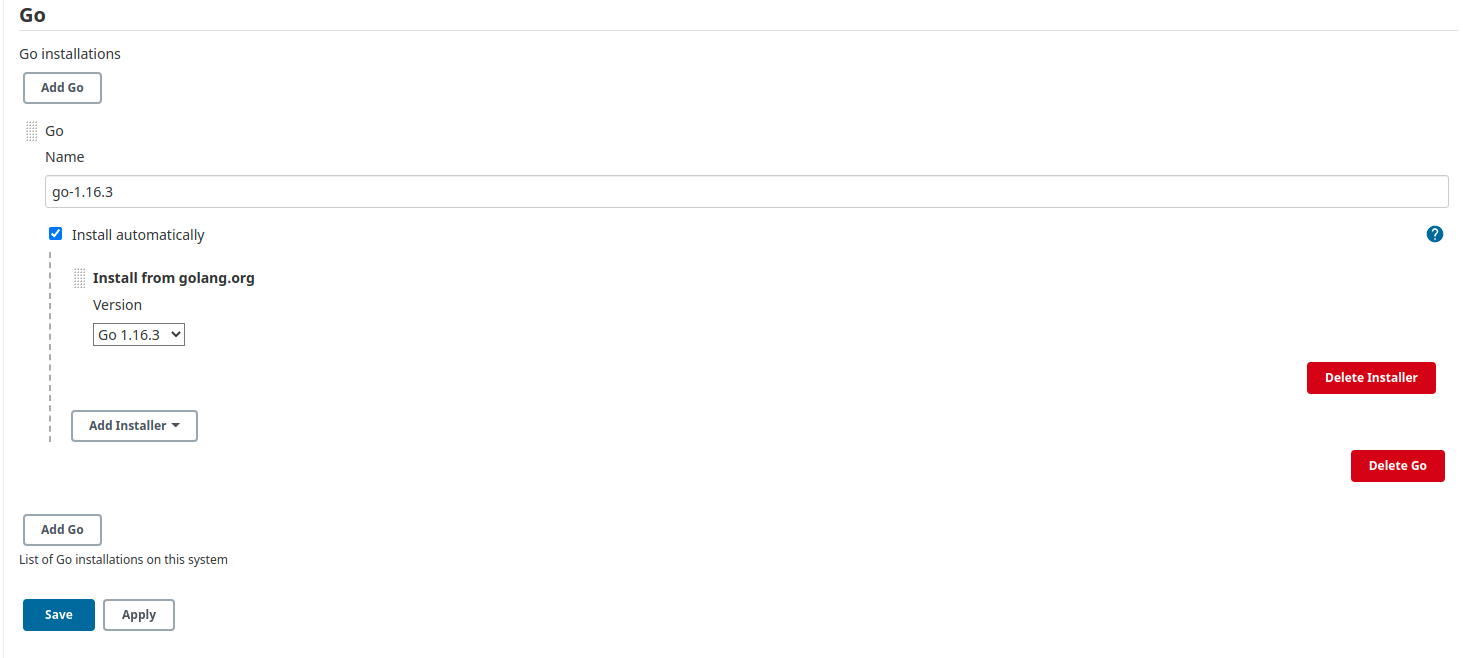 Go
Go installations
Add Go
Go
Name
go-1.16.3
Install automatically
?
Install from golang.org
Version
Go 1.16.3
Delete Installer
Add Installer
Delete Go
Add Go
List of Go installations on this system
Save Apply